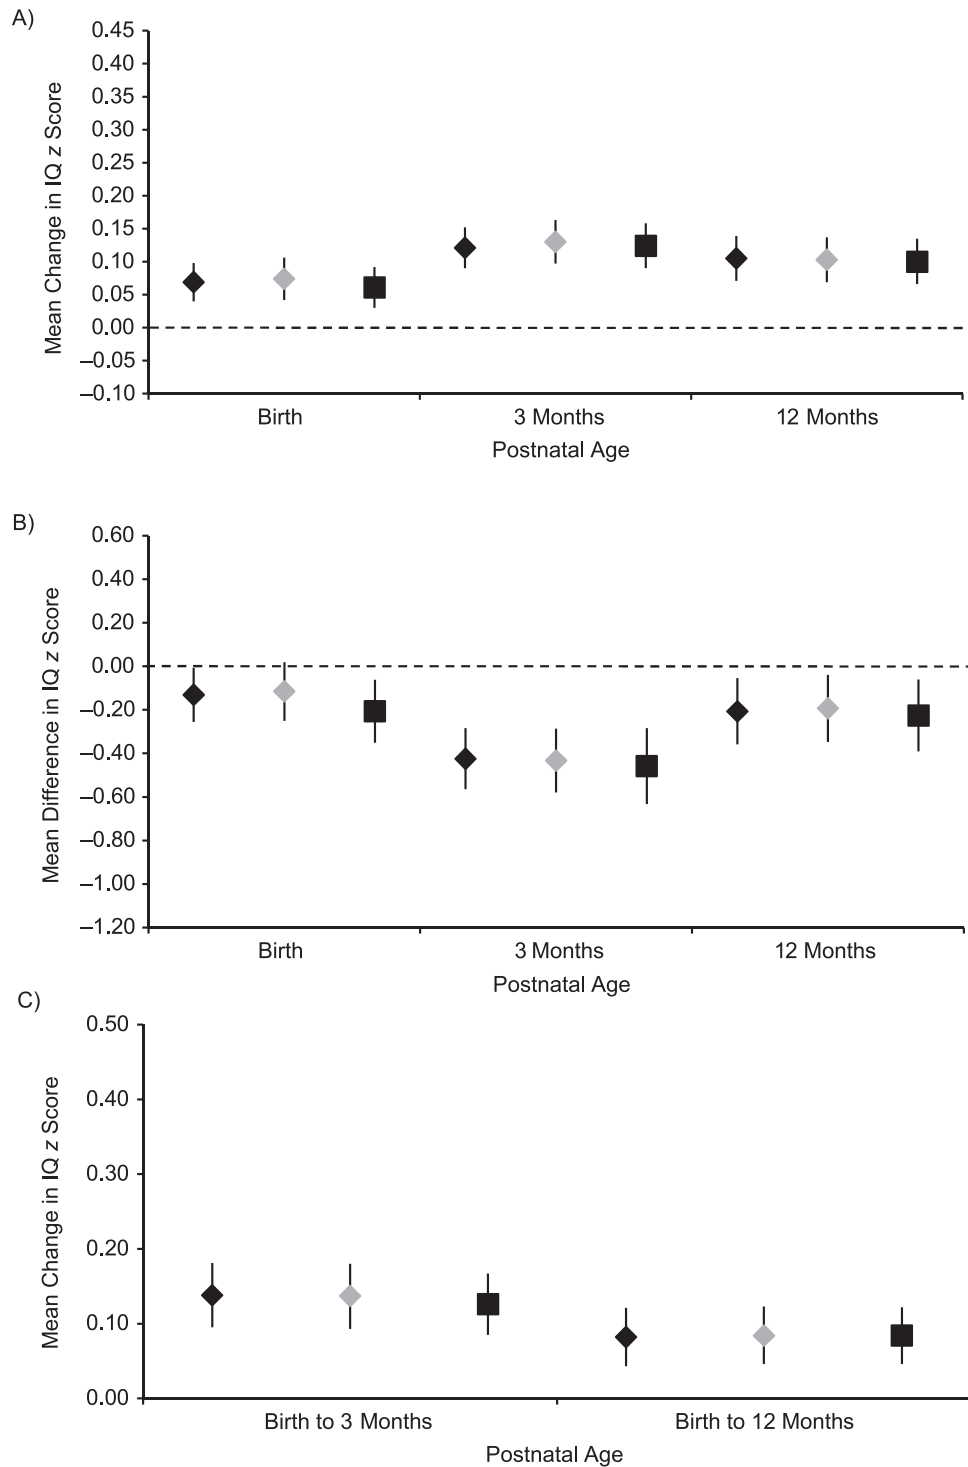 A)
Mean Change in IQ z Score
0.45
0.40
0.35
0.30
0.25
0.20
0.15
0.10
0.05
0.00
–0.05
–0.10
Birth
3 Months
12 Months
Postnatal Age
B)
Mean Difference in IQ z Score
0.60
0.40
0.20
0.00
–0.20
–0.40
–0.60
–0.80
–1.00
–1.20
Birth
3 Months
12 Months
Postnatal Age
C)
Mean Change in IQ z Score
0.50
0.40
0.30
0.20
0.10
0.00
Birth to 3 Months
Birth to 12 Months
Postnatal Age